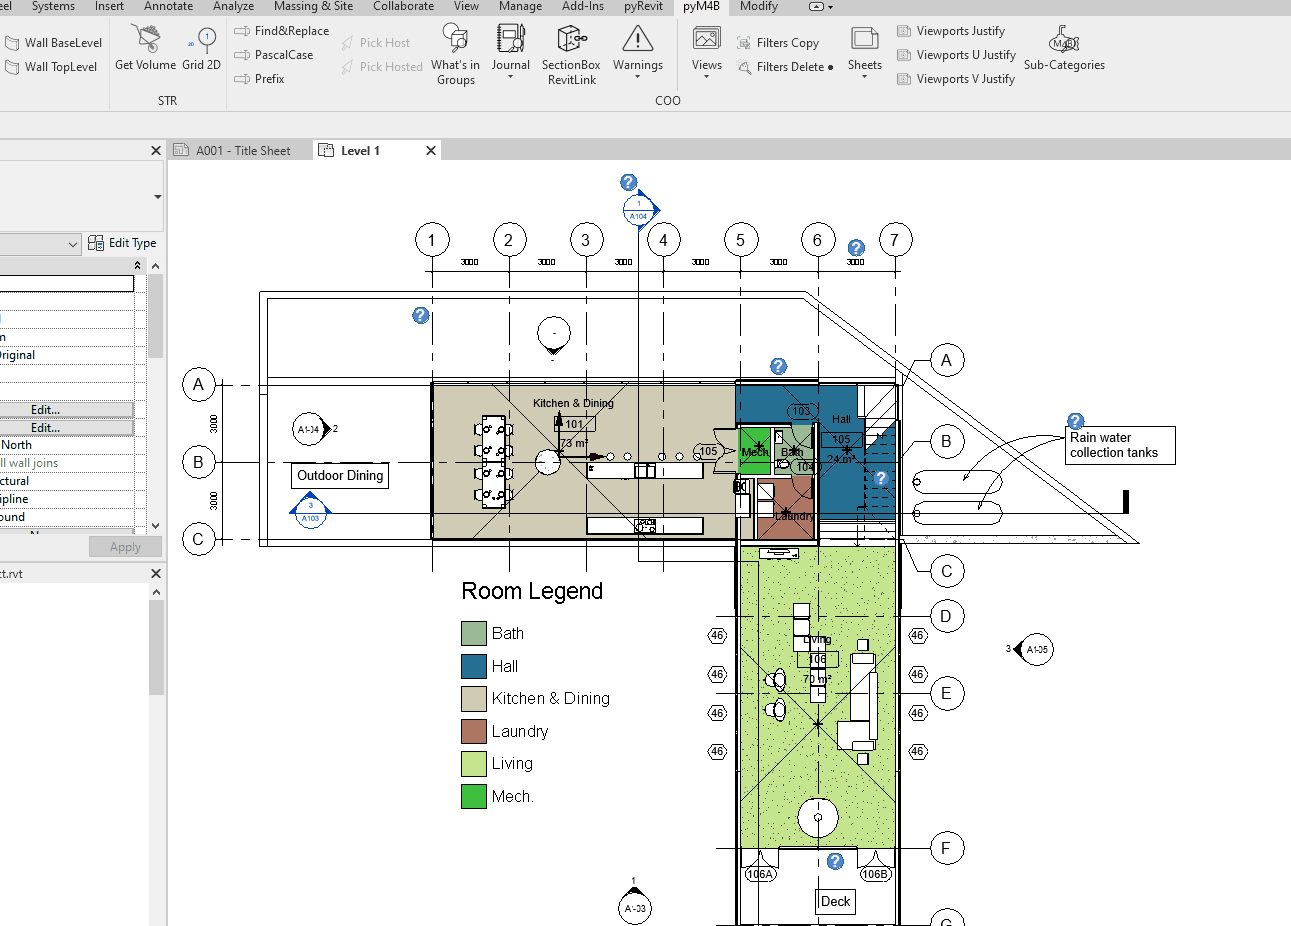 eel Systems Insert Annotate Analyze Massing & Site Collaborate View Manage Add-Ins pyRevit pyM4B Modify
Wall BaseLevel
Wall TopLevel
Get Volume
Grid 2D
1
STR
Find&Replace
PascalCase
Prefix
Pick Host
Pick Hosted
What's in
Groups
Journal
SectionBox
RevitLink
Warnings
Views
Filters Copy
Filters Delete
Sheets
Viewports Justify
Viewports U Justify
Viewports V Justify
M4B
Sub-Categories
COO
A001 - Title Sheet
Level 1
Edit Type
m
Original
Edit...
Edit...
North
ll wall joins
ctural
ipline
ound
Apply
ct.rvt
1
A104
1 2 3 4 5 6 7
3000 3000 3000 3000 3000 3000
-
A
B
C
3000
3000
A
B
C
D
E
F
G
2
Outdoor Dining
3
A103
Kitchen & Dining
101
73 m²
105
Mech.
Bath
104
103
Hall
105
24 m²
Laundry
Rain water
collection tanks
Room Legend
Bath
Hall
Kitchen & Dining
Laundry
Living
Mech.
46
46
46
46
46
46
46
46
Living
106
70 m²
3
106A
106B
Deck
1